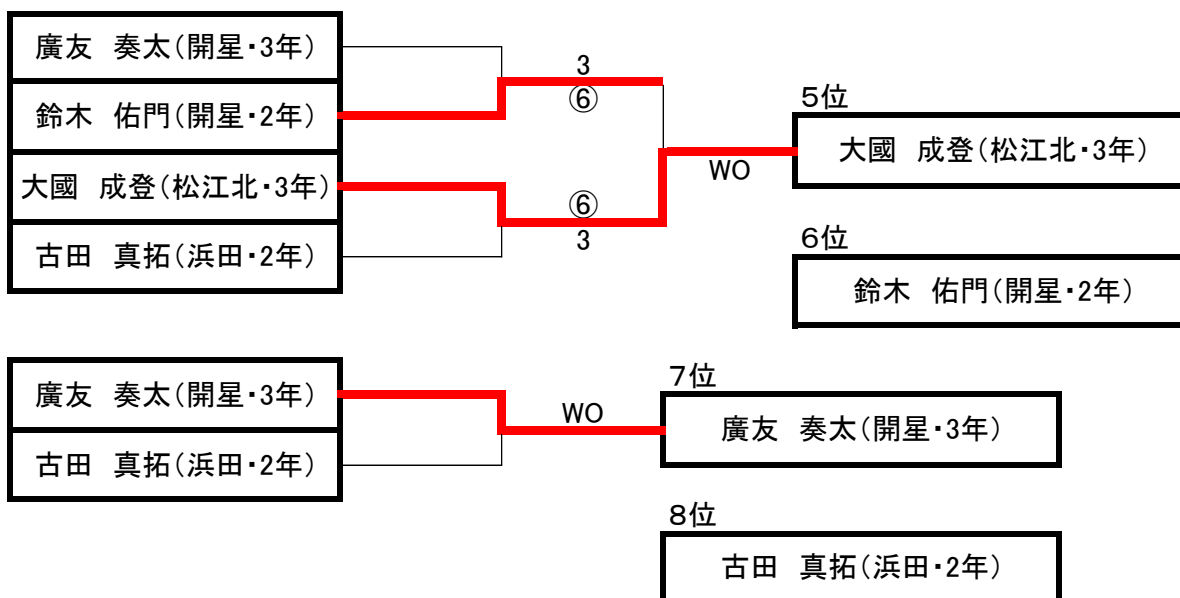 廣友 奏太(開星・3年)
鈴木 佑門(開星・2年)
大國 成登(松江北・3年)
古田 真拓(浜田・2年)
3
⑥
⑥
3
WO
5位
大國 成登(松江北・3年)
6位
鈴木 佑門(開星・2年)
廣友 奏太(開星・3年)
古田 真拓(浜田・2年)
WO
7位
廣友 奏太(開星・3年)
8位
古田 真拓(浜田・2年)